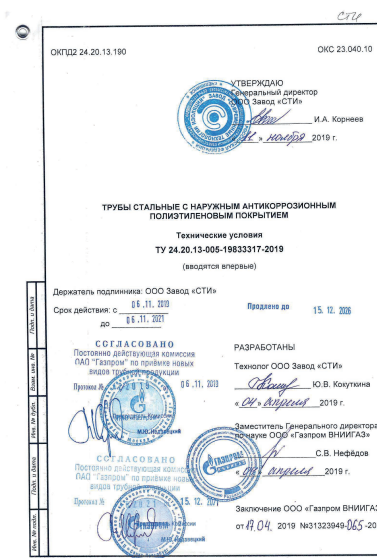 СТИ
ОКПД2 24.20.13.190
ОКС 23.040.10
УТВЕРЖДАЮ
Генеральный директор
ООО Завод «СТИ»
И.А. Корнеев
« 11 » ноября 2019 г.
ТРУБЫ СТАЛЬНЫЕ С НАРУЖНЫМ АНТИКОРРОЗИОННЫМ
ПОЛИЭТИЛЕНОВЫМ ПОКРЫТИЕМ
Технические условия
ТУ 24.20.13-005-19833317-2019
(вводятся впервые)
Держатель подлинника: ООО Завод «СТИ»
Срок действия: с 06.11.2019
до 06.11.2021
Продлено до 15.12.2026
СОГЛАСОВАНО
Постоянно действующая комиссия
ПАО "Газпром" по приёмке новых
видов трубной продукции
Протокол № 06.11.2019
Председатель Комиссии
М.Ю. Недзвецкий
РАЗРАБОТАНЫ
Технолог ООО Завод «СТИ»
Ю.В. Кокуткина
« 04 » апреля 2019 г.
Заместитель Генерального директора
по науке ООО «Газпром ВНИИГАЗ»
С.В. Нефёдов
апреля 2019 г.
СОГЛАСОВАНО
Постоянно действующая комиссия
ПАО "Газпром" по приёмке новых
видов трубной продукции
Протокол № 15.12.2021
М.Ю. Недзвецкий
ГАЗПРОМ
Заключение ООО «Газпром ВНИИГАЗ
от 17.04. 2019 №31323949-065-20
Подп. и дата
Взам. инв. №
Инв. № дубл.
Подп. и дата
Инв. № подл.